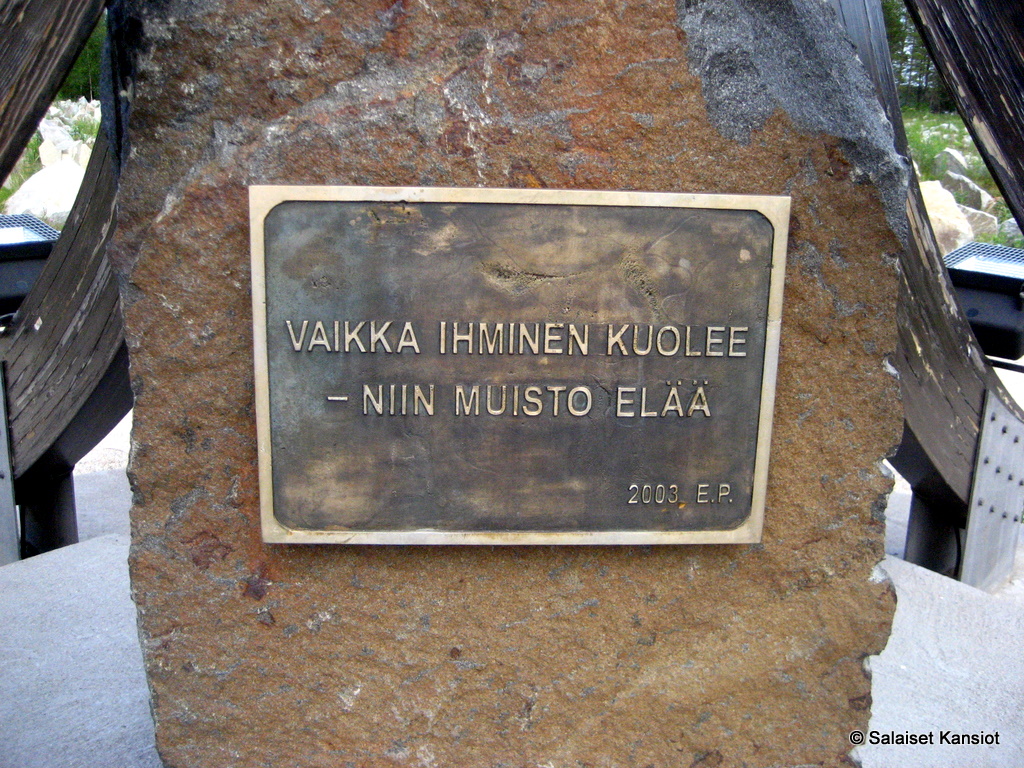 VAIKKA IHMINEN KUOLEE
– NIIN MUISTO ELÄÄ
2003 E.P.
© Salaiset Kansiot